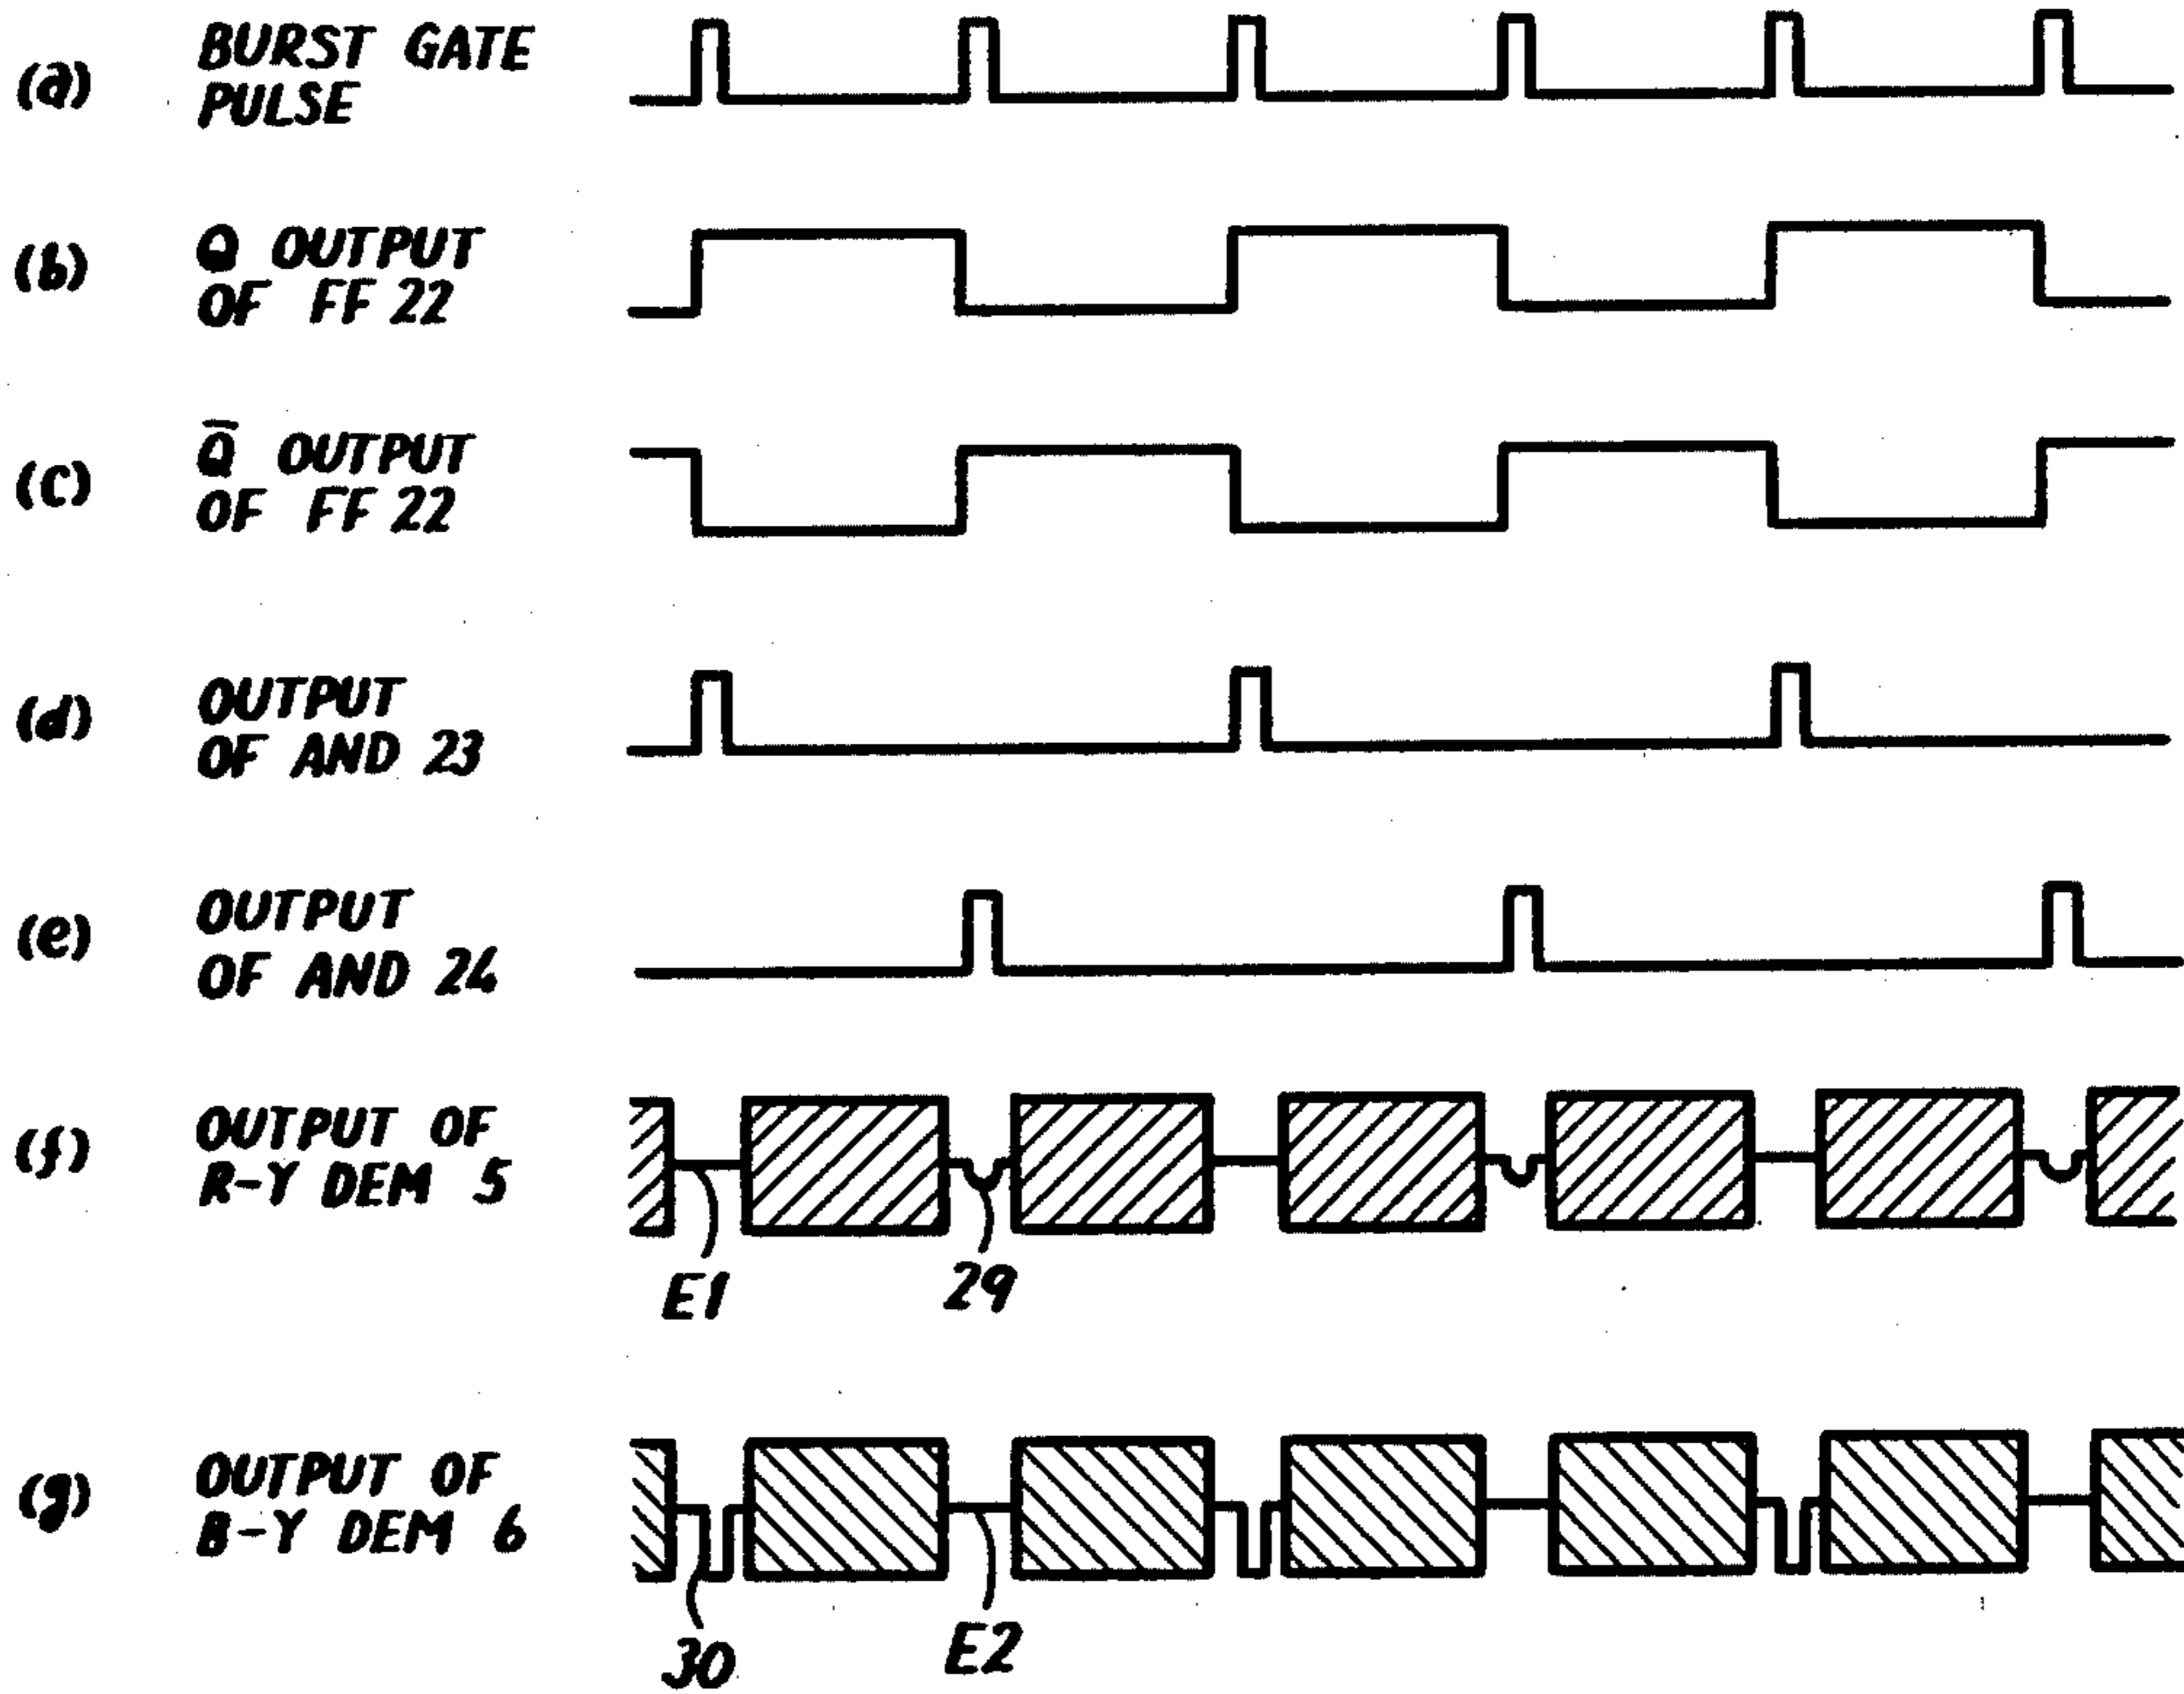 (a) BURST GATE
PULSE
(b) Q OUTPUT
OF FF 22
(c) Q̄ OUTPUT
OF FF 22
(d) OUTPUT
OF AND 23
(e) OUTPUT
OF AND 24
(f) OUTPUT OF
R-Y DEM 5
E1 29
(g) OUTPUT OF
B-Y DEM 6
30 E2